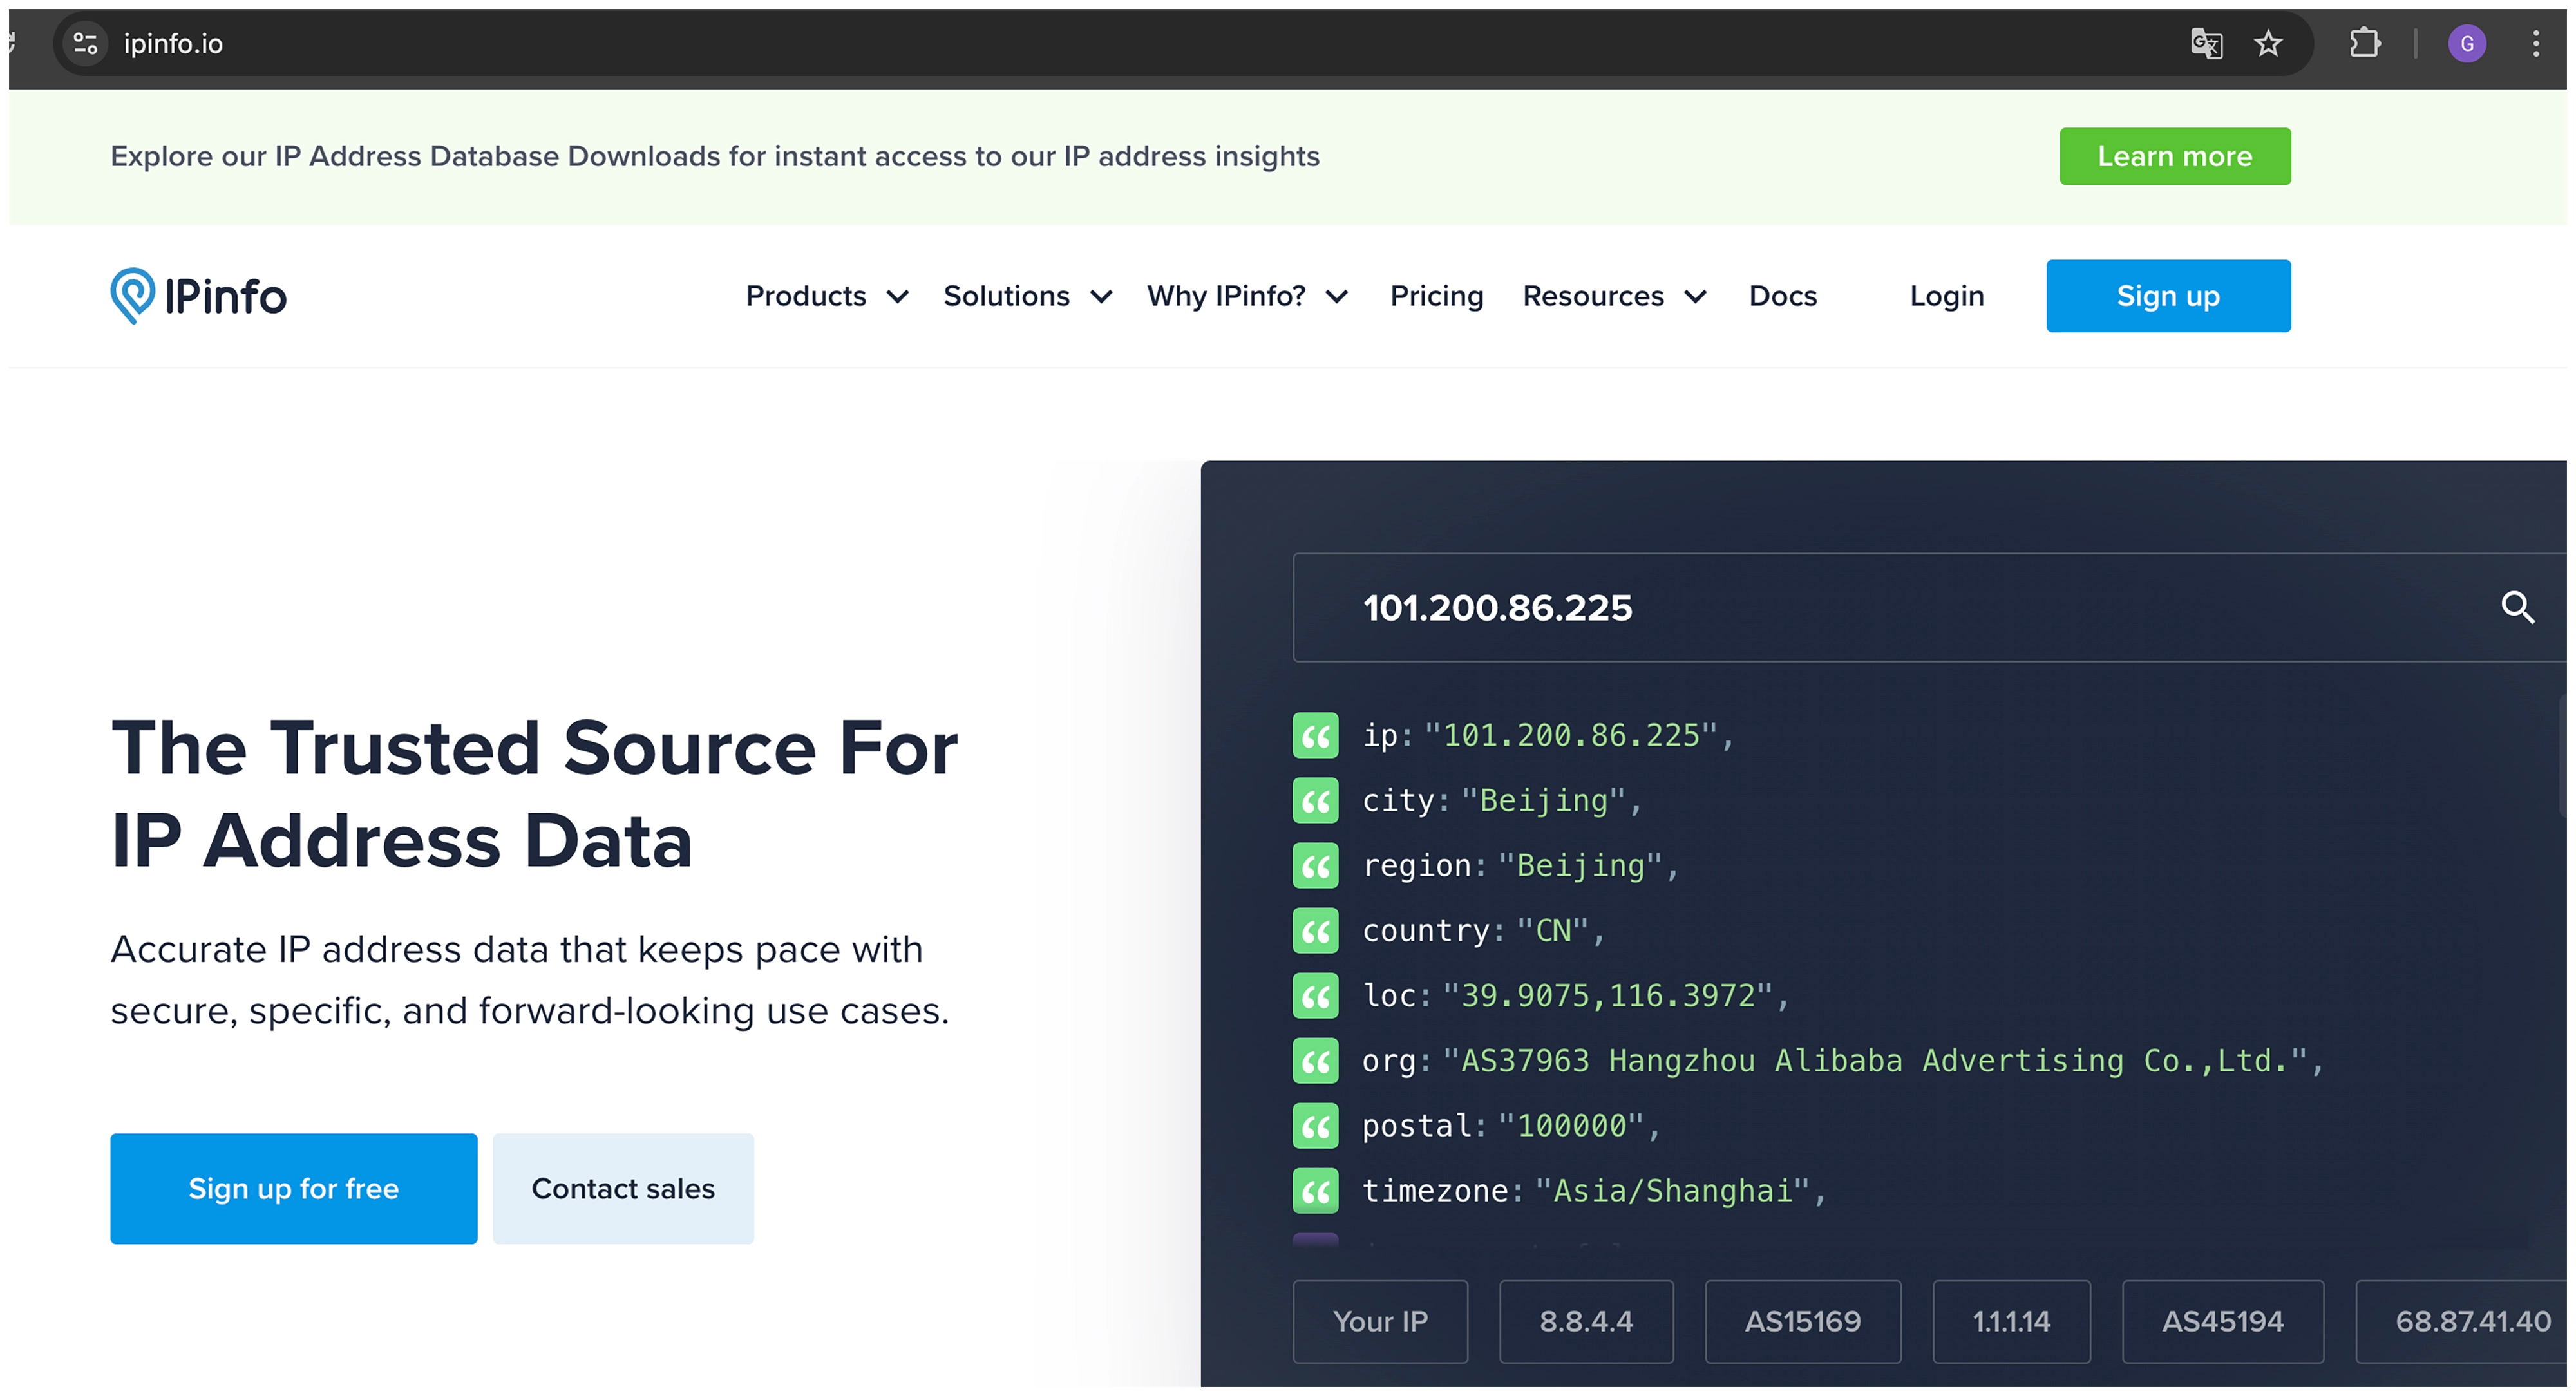 ipinfo.io
G
Explore our IP Address Database Downloads for instant access to our IP address insights
Learn more
IPinfo
Products Solutions Why IPinfo? Pricing Resources Docs Login Sign up
101.200.86.225
The Trusted Source For
IP Address Data
Accurate IP address data that keeps pace with
secure, specific, and forward-looking use cases.
Sign up for free
Contact sales
ip: "101.200.86.225",
city: "Beijing",
region: "Beijing",
country: "CN",
loc: "39.9075,116.3972",
org: "AS37963 Hangzhou Alibaba Advertising Co.,Ltd.",
postal: "100000",
timezone: "Asia/Shanghai",
Your IP 8.8.4.4 AS15169 1.1.1.14 AS45194 68.87.41.40